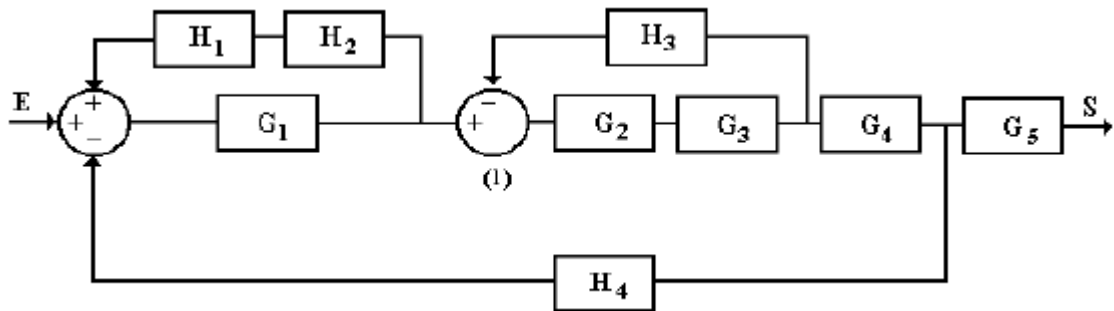 H1 H2 H3
E + + − G1 + − G2 G3 G4 G5 S
(1)
H4